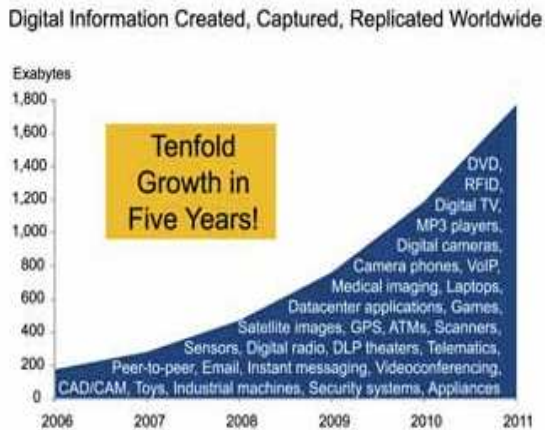 Digital Information Created, Captured, Replicated Worldwide
Exabytes
1,800
1,600
1,400
1,200
1,000
800
600
400
200
0
Tenfold
Growth in
Five Years!
DVD,
RFID,
Digital TV,
MP3 players,
Digital cameras,
Camera phones, VoIP,
Medical imaging, Laptops,
Datacenter applications, Games,
Satellite images, GPS, ATMs, Scanners,
Sensors, Digital radio, DLP theaters, Telematics,
Peer-to-peer, Email, Instant messaging, Videoconferencing,
CAD/CAM, Toys, Industrial machines, Security systems, Appliances
2006 2007 2008 2009 2010 2011